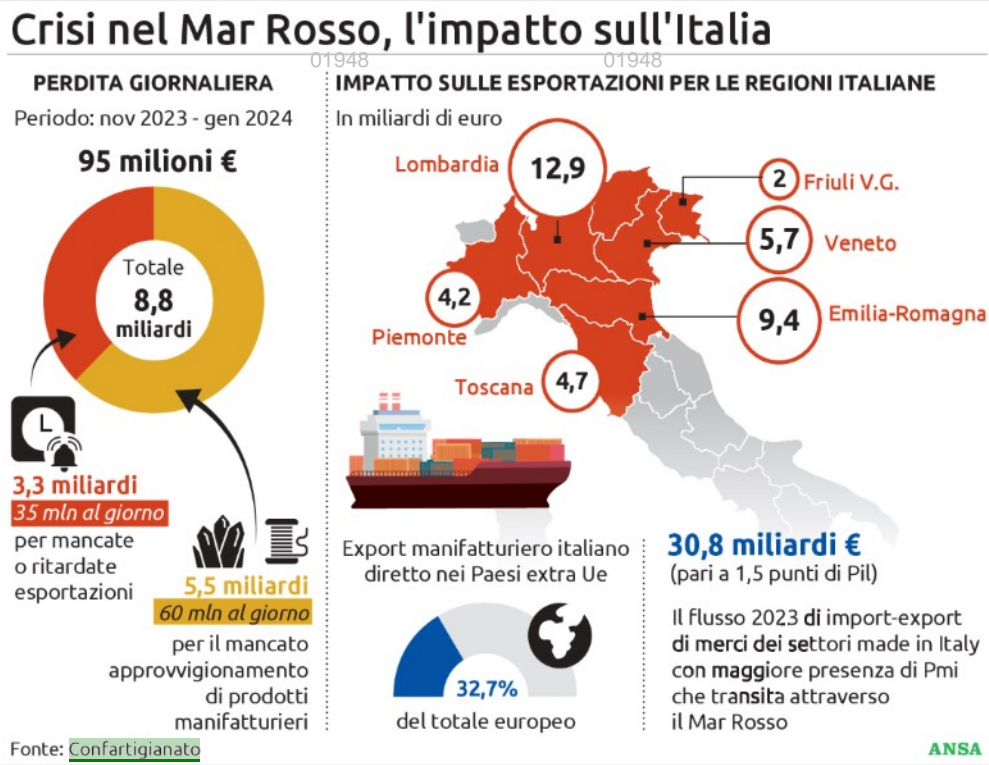 Crisi nel Mar Rosso, l'impatto sull'Italia
01948
01948
PERDITA GIORNALIERA
Periodo: nov 2023 - gen 2024
95 milioni €
Totale
8,8
miliardi
3,3 miliardi
35 mln al giorno
per mancate
o ritardate
esportazioni
5,5 miliardi
60 mln al giorno
per il mancato
approvvigionamento
di prodotti
manifatturieri
IMPATTO SULLE ESPORTAZIONI PER LE REGIONI ITALIANE
In miliardi di euro
Lombardia
12,9
2
Friuli V.G.
5,7
Veneto
4,2
Piemonte
9,4
Emilia-Romagna
Toscana
4,7
Export manifatturiero italiano
diretto nei Paesi extra Ue
32,7%
del totale europeo
30,8 miliardi €
(pari a 1,5 punti di Pil)
Il flusso 2023 di import-export
di merci dei settori made in Italy
con maggiore presenza di Pmi
che transita attraverso
il Mar Rosso
Fonte: Confartigianato
ANSA